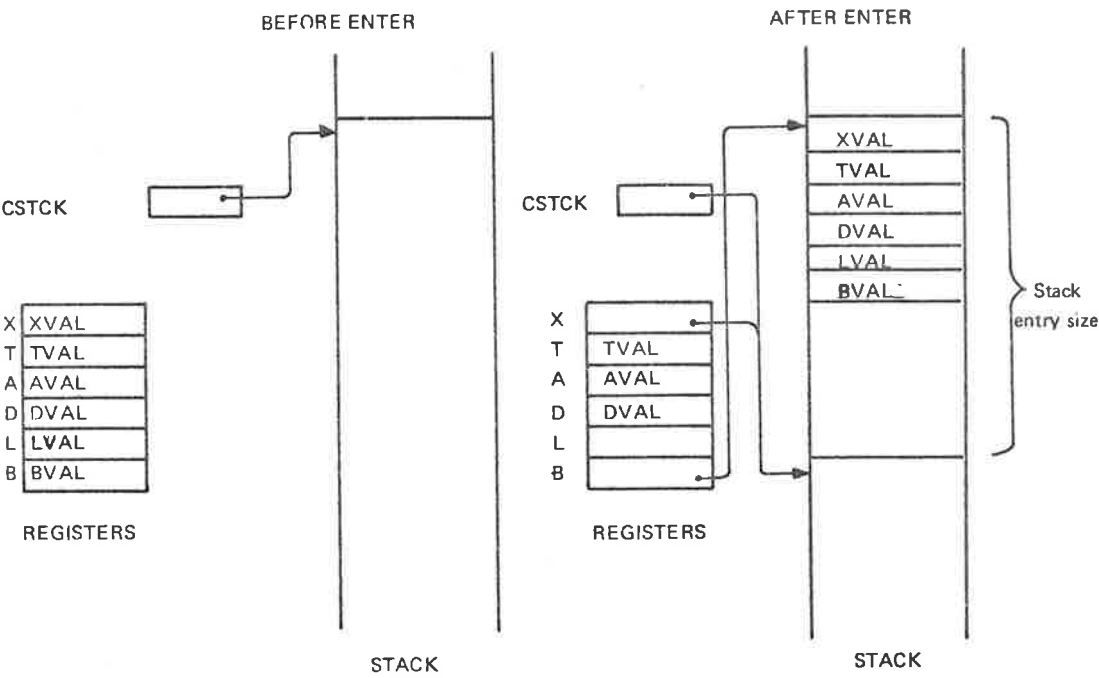 BEFORE ENTER
CSTCK
X XVAL
T TVAL
A AVAL
D DVAL
L LVAL
B BVAL
REGISTERS
STACK
AFTER ENTER
CSTCK
X
T TVAL
A AVAL
D DVAL
L
B
REGISTERS
XVAL
TVAL
AVAL
DVAL
LVAL
BVAL
Stack
entry size
STACK